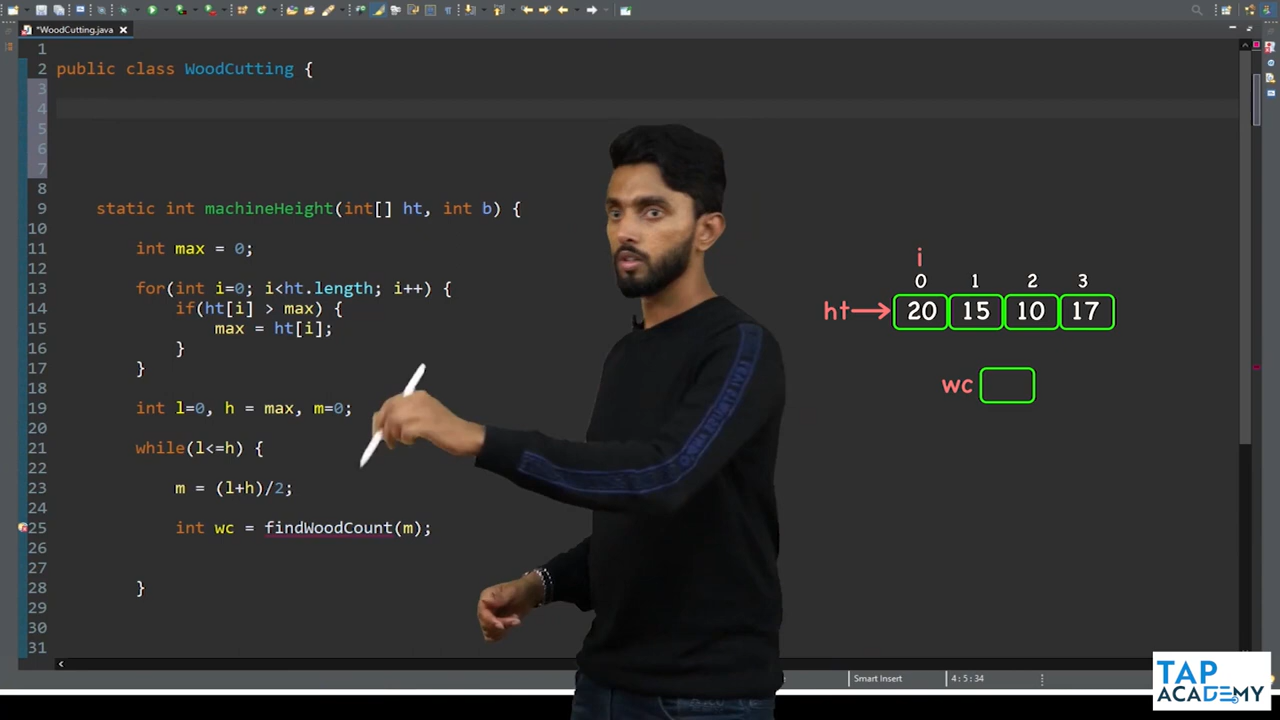 *WoodCutting.java
1
2 public class WoodCutting {
3
4
5
6
7
8
9 static int machineHeight(int[] ht, int b) {
10
11 int max = 0;
12
13 for(int i=0; i<ht.length; i++) {
14 if(ht[i] > max) {
15 max = ht[i];
16 }
17 }
18
19 int l=0, h = max, m=0;
20
21 while(l<=h) {
22
23 m = (l+h)/2;
24
25 int wc = findWoodCount(m);
26
27
28 }
29
30
31
i
0 1 2 3
ht 20 15 10 17
wc
Smart Insert
4 : 5 : 34
TAP
ACADEMY